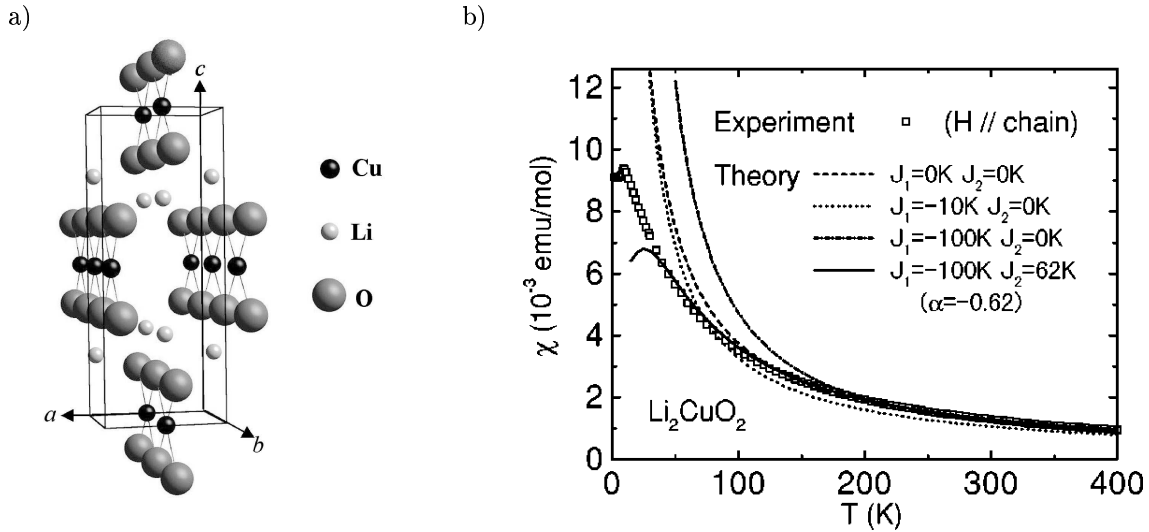 a)
c
Cu
Li
O
a
b
b)
χ (10⁻³ emu/mol)
12
10
8
6
4
2
0
Experiment □ (H // chain)
Theory
J₁=0K J₂=0K
J₁=−10K J₂=0K
J₁=−100K J₂=0K
J₁=−100K J₂=62K
(α=−0.62)
Li₂CuO₂
0 100 200 300 400
T (K)